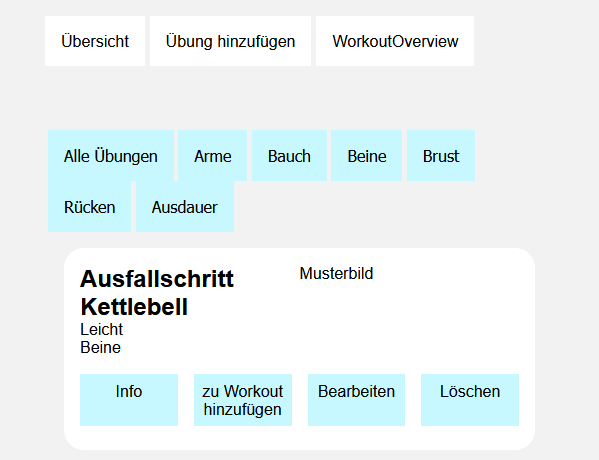 Übersicht Übung hinzufügen WorkoutOverview
Alle Übungen Arme Bauch Beine Brust
Rücken Ausdauer
Ausfallschritt Musterbild
Kettlebell
Leicht
Beine
Info zu Workout Bearbeiten Löschen
hinzufügen